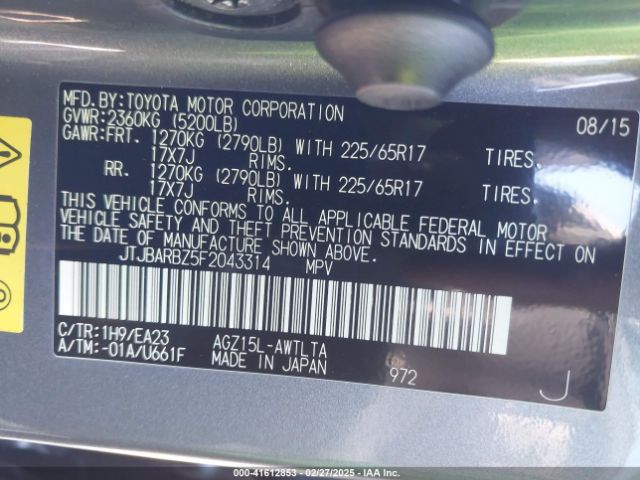 MFD.BY:TOYOTA MOTOR CORPORATION 08/15
GVWR:2360KG (5200LB)
GAWR:FRT. 1270KG (2790LB) WITH 225/65R17 TIRES,
17X7J RIMS.
RR. 1270KG (2790LB) WITH 225/65R17 TIRES,
17X7J RIMS.
THIS VEHICLE CONFORMS TO ALL APPLICABLE FEDERAL MOTOR
VEHICLE SAFETY AND THEFT PREVENTION STANDARDS IN EFFECT ON
THE DATE OF MANUFACTURE SHOWN ABOVE.
JTJBARBZ5F2043314 MPV
C/TR:1H9/EA23 AGZ15L-AWTLTA
A/TM:-01A/U661F MADE IN JAPAN 972 J
000-41612853 - 02/27/2025 - IAA Inc.